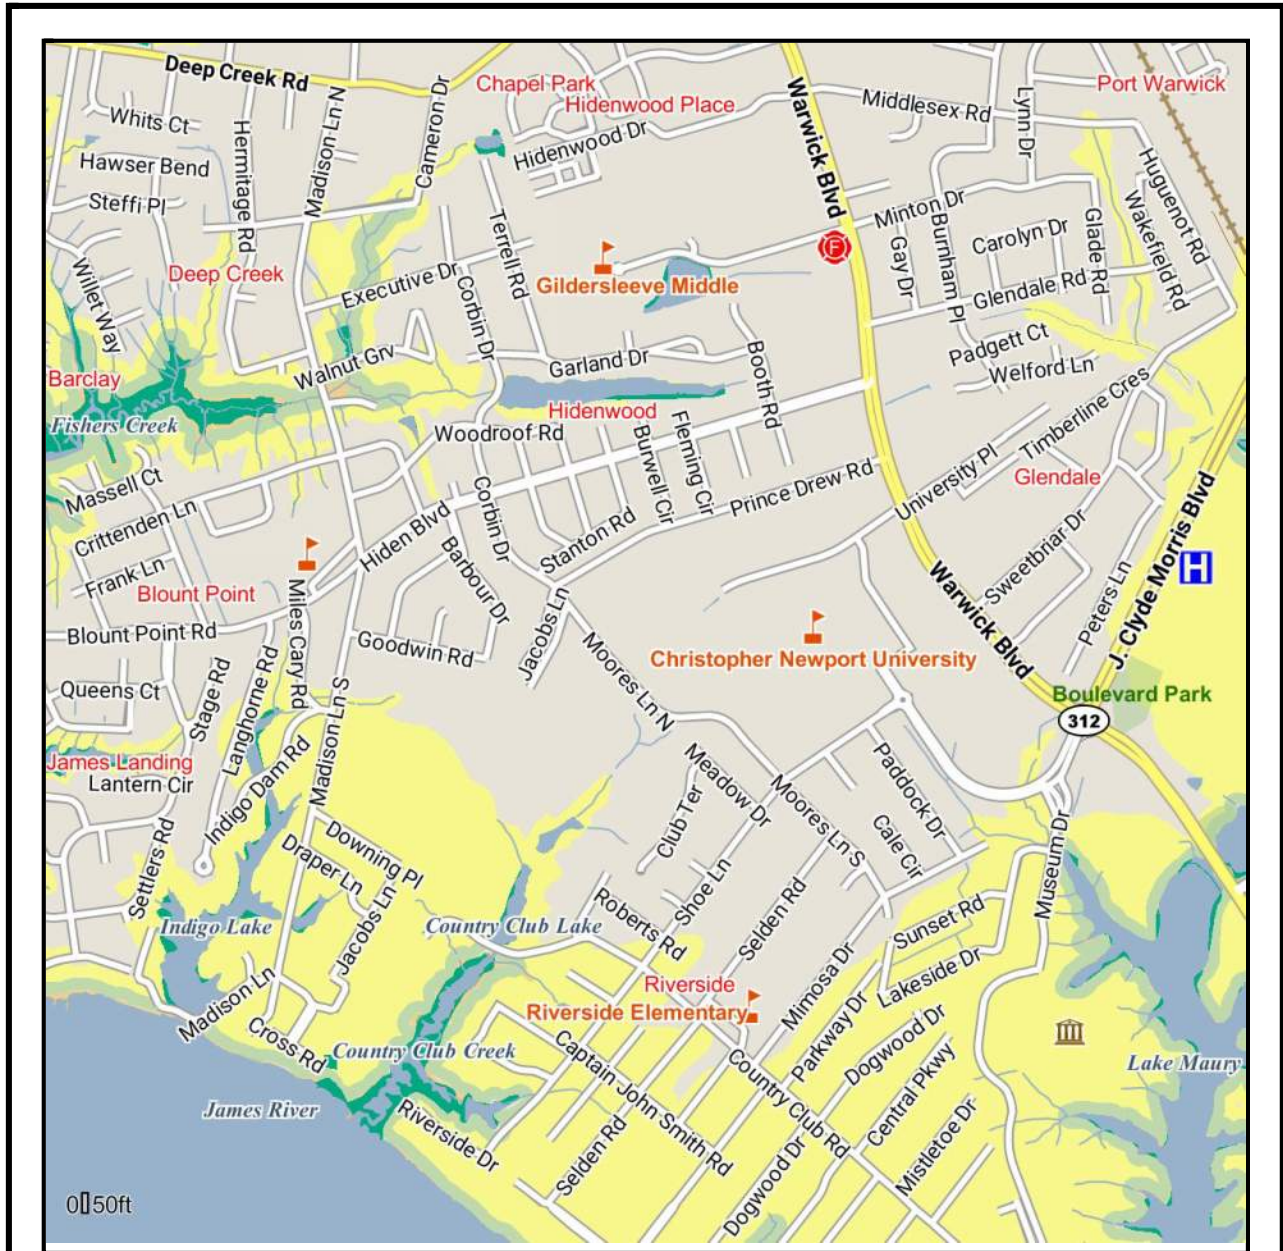 Deep Creek Rd
Chapel Park
Port Warwick
Hidenwood Place
Warwick Blvd
Middlesex Rd
Whits Ct
Hermitage Rd
Madison Ln N
Cameron Dr
Hidenwood Dr
Lynn Dr
Huguenot Rd
Hawser Bend
Steffi Pl
Wakefield Rd
Minton Dr
Terrell Rd
Burnham Pl
Carolyn Dr
Glade Rd
Gay Dr
F
Deep Creek
Willet Way
Executive Dr
Corbin Dr
Gildersleeve Middle
Glendale Rd
Padgett Ct
Welford Ln
Walnut Grv
Garland Dr
Booth Rd
Barclay
Fishers Creek
Hidenwood
Woodroof Rd
Burwell Cir
Fleming Cir
Timberline Cres
University Pl
Glendale
Massell Ct
Crittenden Ln
Prince Drew Rd
Corbin Dr
Stanton Rd
Hiden Blvd
Barbour Dr
J. Clyde Morris Blvd
H
Sweetbriar Dr
Frank Ln
Blount Point
Miles Cary Rd
Jacobs Ln
Warwick Blvd
Peters Ln
Blount Point Rd
Goodwin Rd
Moores Ln N
Christopher Newport University
Queens Ct
Stage Rd
Langhorne Rd
Madison Ln S
Boulevard Park
312
James Landing
Lantern Cir
Indigo Dam Rd
Meadow Dr
Paddock Dr
Club Ter
Moores Ln S
Cale Cir
Settlers Rd
Downing Pl
Draper Ln
Jacobs Ln
Museum Dr
Shoe Ln
Selden Rd
Roberts Rd
Indigo Lake
Country Club Lake
Sunset Rd
Mimosa Dr
Lakeside Dr
Riverside
Riverside Elementary
Madison Ln
Cross Rd
Parkway Dr
Dogwood Dr
Country Club Creek
Captain John Smith Rd
Country Club Rd
Central Pkwy
Lake Maury
James River
Riverside Dr
Mistletoe Dr
Selden Rd
Dogwood Dr
0▯50ft